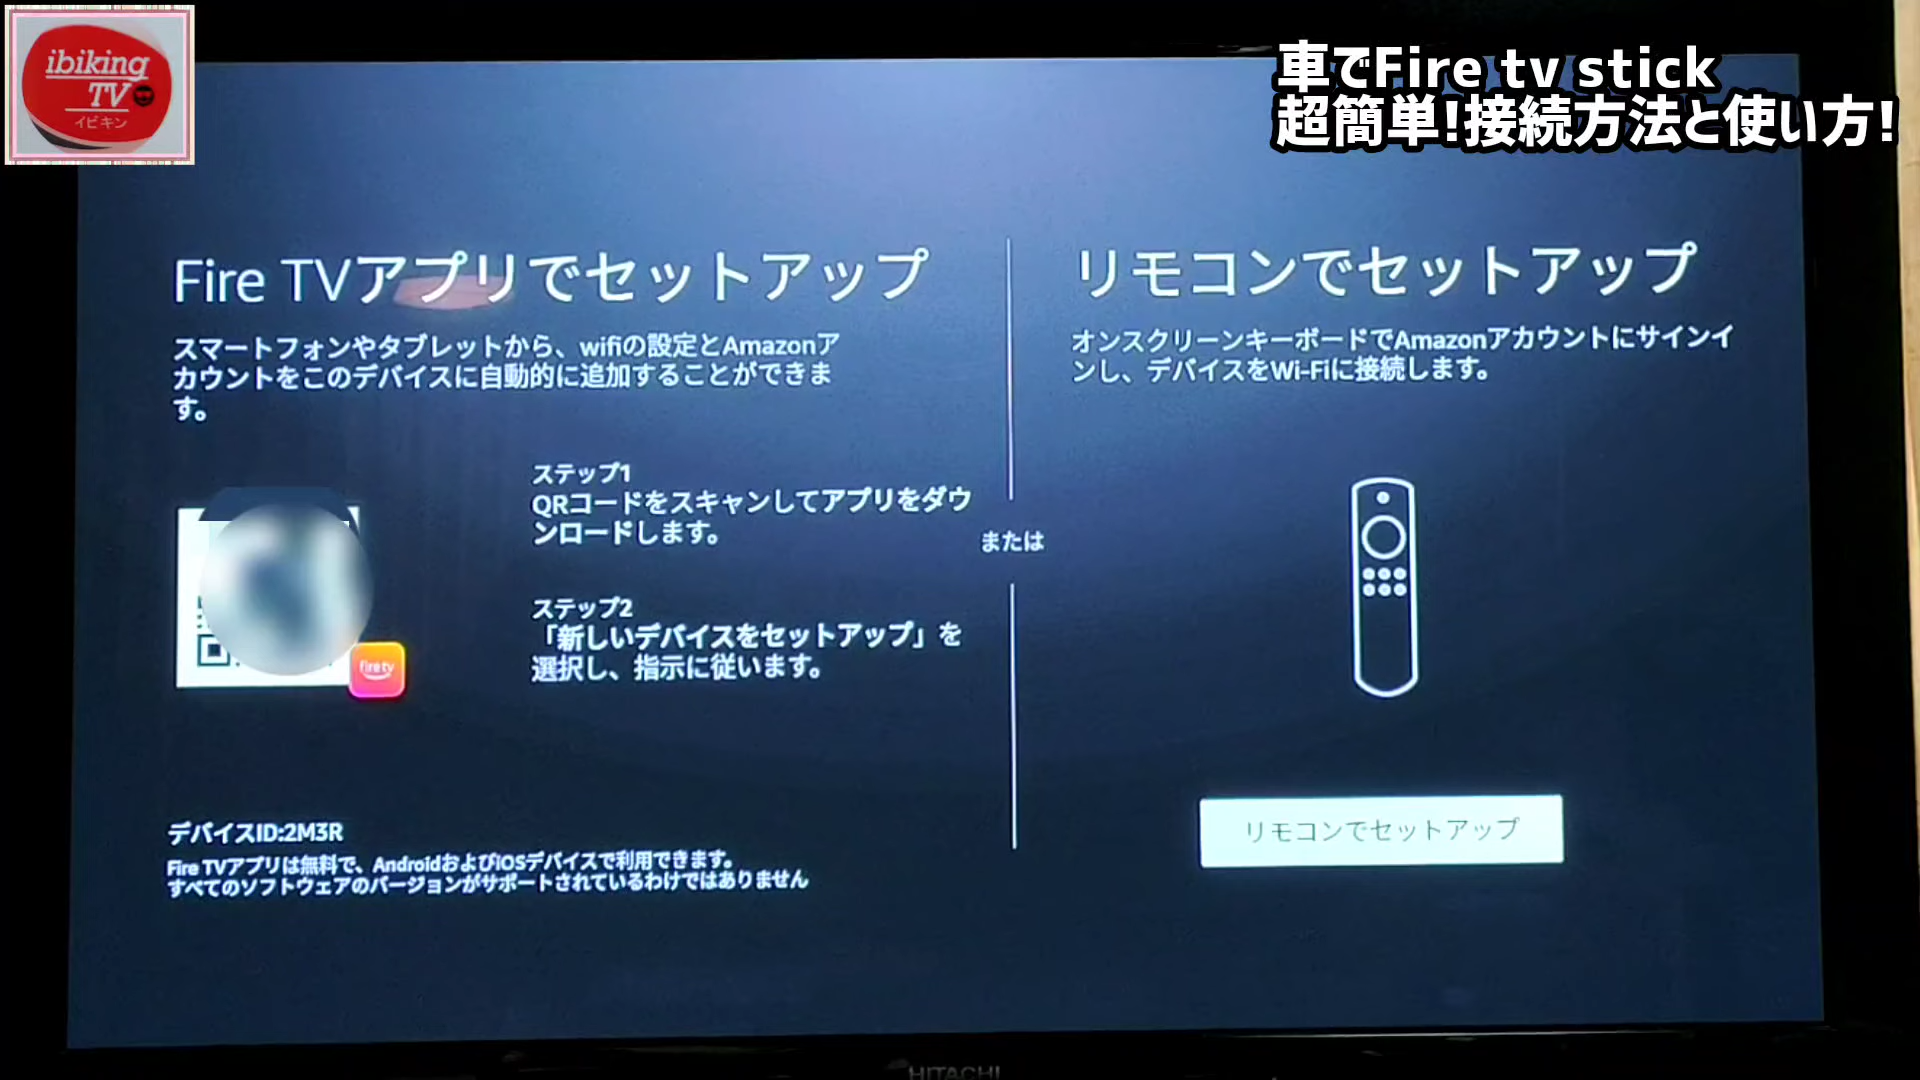 ibiking
TV
イビキン
車でFire tv stick
超簡単!接続方法と使い方!
Fire TVアプリでセットアップ
スマートフォンやタブレットから、wifiの設定とAmazonア
カウントをこのデバイスに自動的に追加することができま
す。
ステップ1
QRコードをスキャンしてアプリをダウ
ンロードします。
ステップ2
「新しいデバイスをセットアップ」を
選択し、指示に従います。
fire tv
デバイスID:2M3R
Fire TVアプリは無料で、AndroidおよびiOSデバイスで利用できます。
すべてのソフトウェアのバージョンがサポートされているわけではありません
または
リモコンでセットアップ
オンスクリーンキーボードでAmazonアカウントにサインイ
ンし、デバイスをWi-Fiに接続します。
リモコンでセットアップ
HITACHI